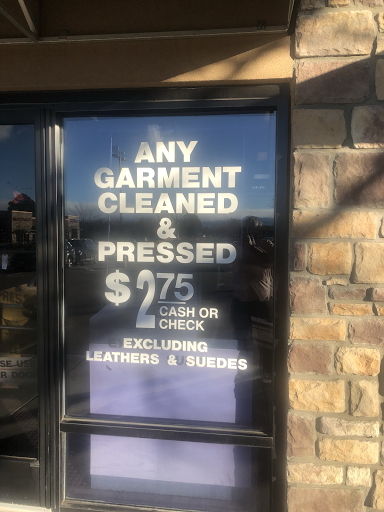 ANY
GARMENT
CLEANED
&
PRESSED
$2.75
CASH OR
CHECK
EXCLUDING
LEATHERS & SUEDES